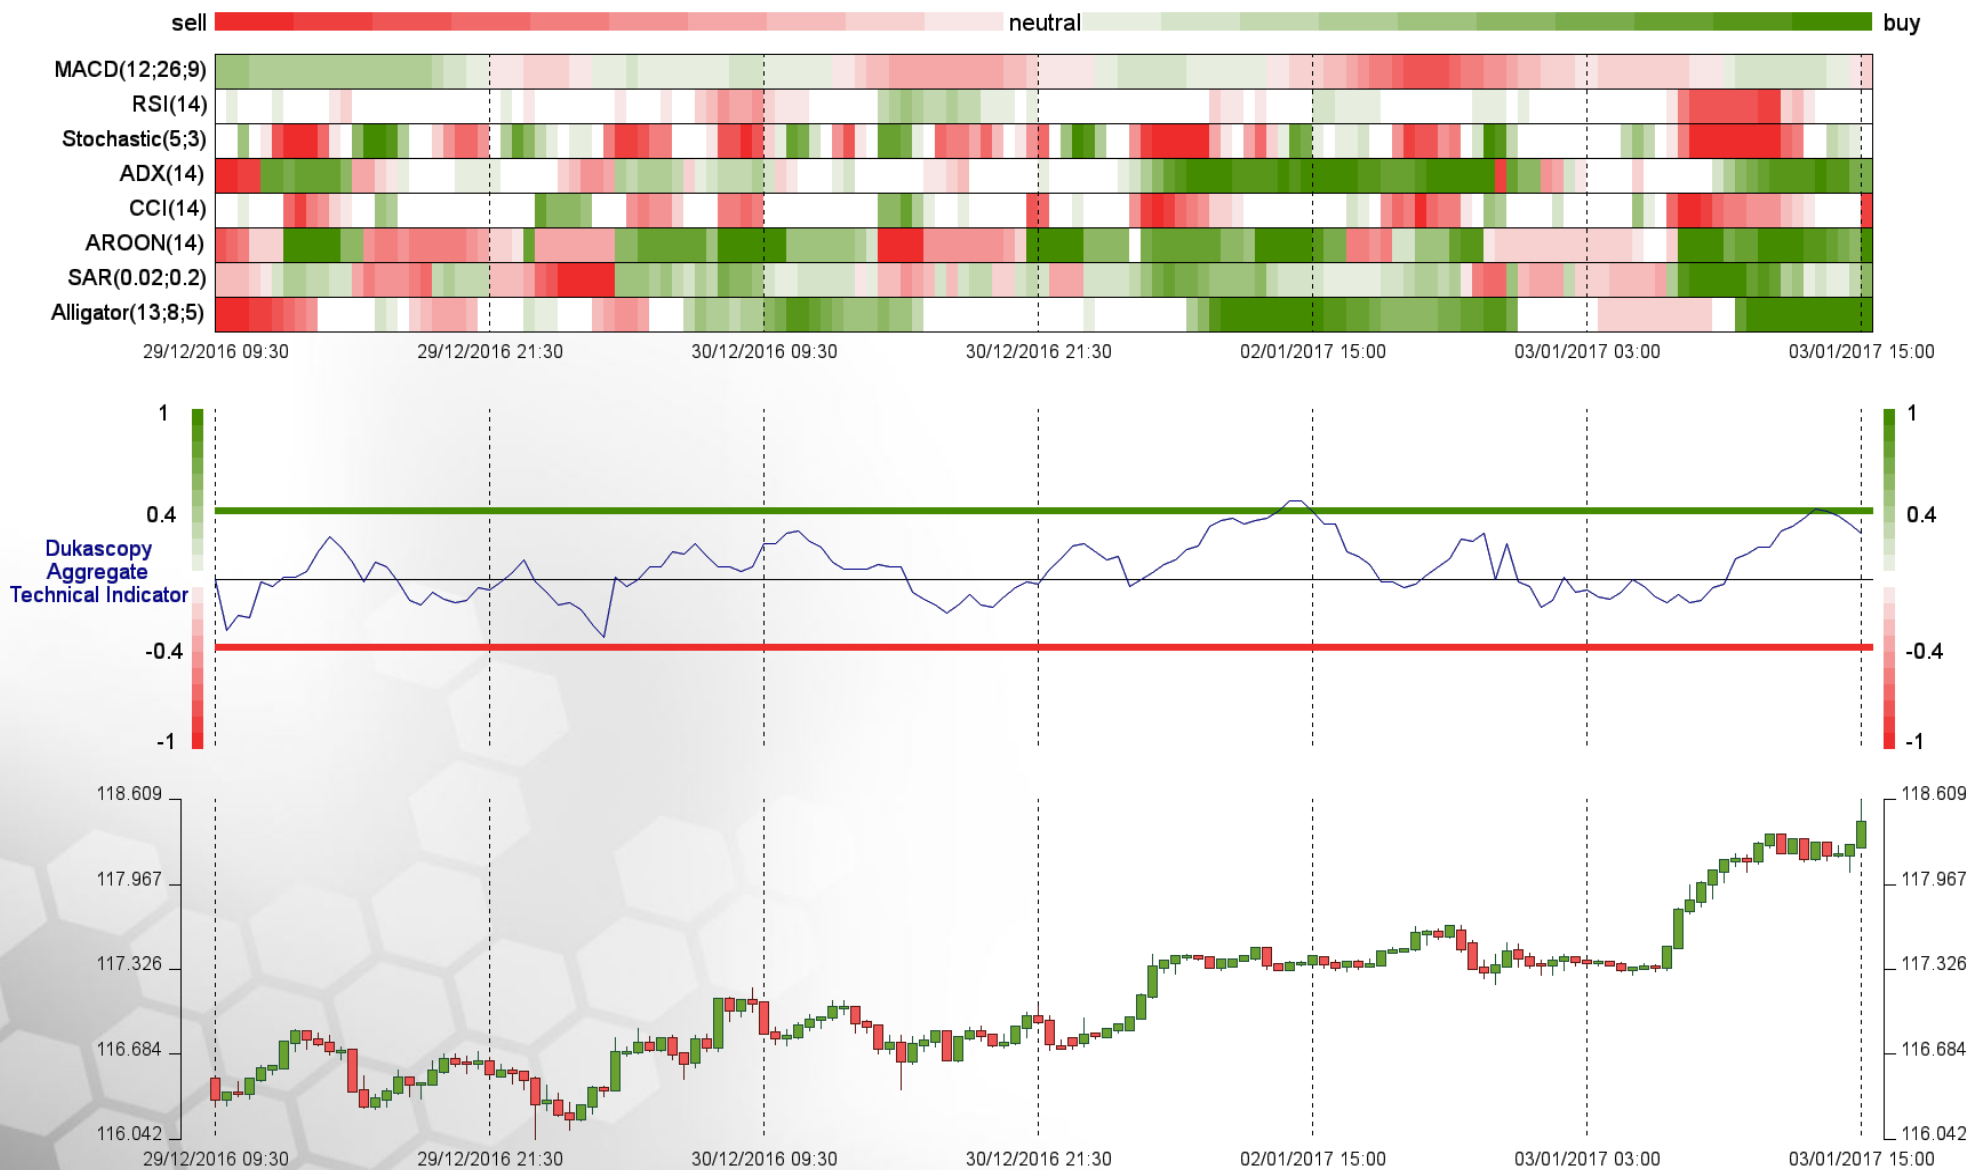 sell neutral buy
MACD(12;26;9)
RSI(14)
Stochastic(5;3)
ADX(14)
CCI(14)
AROON(14)
SAR(0.02;0.2)
Alligator(13;8;5)
29/12/2016 09:30 29/12/2016 21:30 30/12/2016 09:30 30/12/2016 21:30 02/01/2017 15:00 03/01/2017 03:00 03/01/2017 15:00
1 1
0.4 0.4
Dukascopy
Aggregate
Technical Indicator
-0.4 -0.4
-1 -1
118.609 118.609
117.967 117.967
117.326 117.326
116.684 116.684
116.042 116.042
29/12/2016 09:30 29/12/2016 21:30 30/12/2016 09:30 30/12/2016 21:30 02/01/2017 15:00 03/01/2017 03:00 03/01/2017 15:00